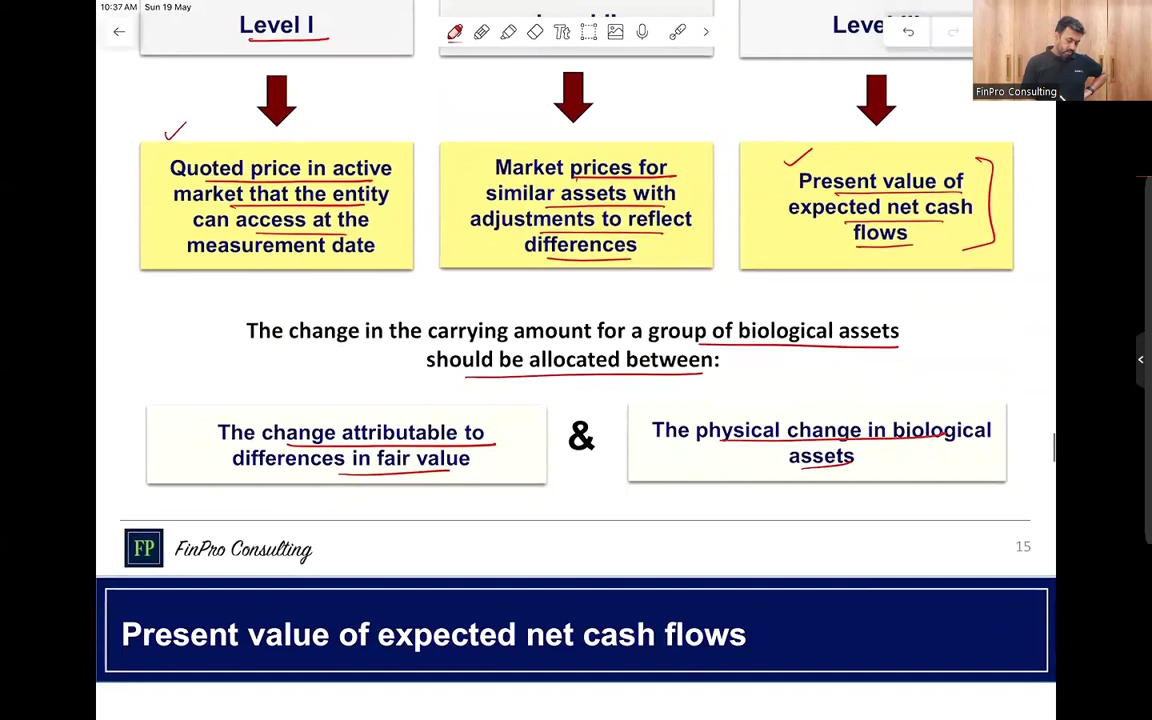 10:37 AM Sun 19 May
Level I
Tt
FinPro Consulting
Quoted price in active
market that the entity
can access at the
measurement date
Market prices for
similar assets with
adjustments to reflect
differences
Present value of
expected net cash
flows
The change in the carrying amount for a group of biological assets
should be allocated between:
The change attributable to
differences in fair value
&
The physical change in biological
assets
FP FinPro Consulting
15
Present value of expected net cash flows